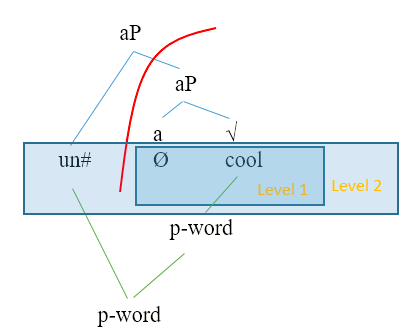 aP
aP
a √
un# Ø cool
Level 1 Level 2
p-word
p-word